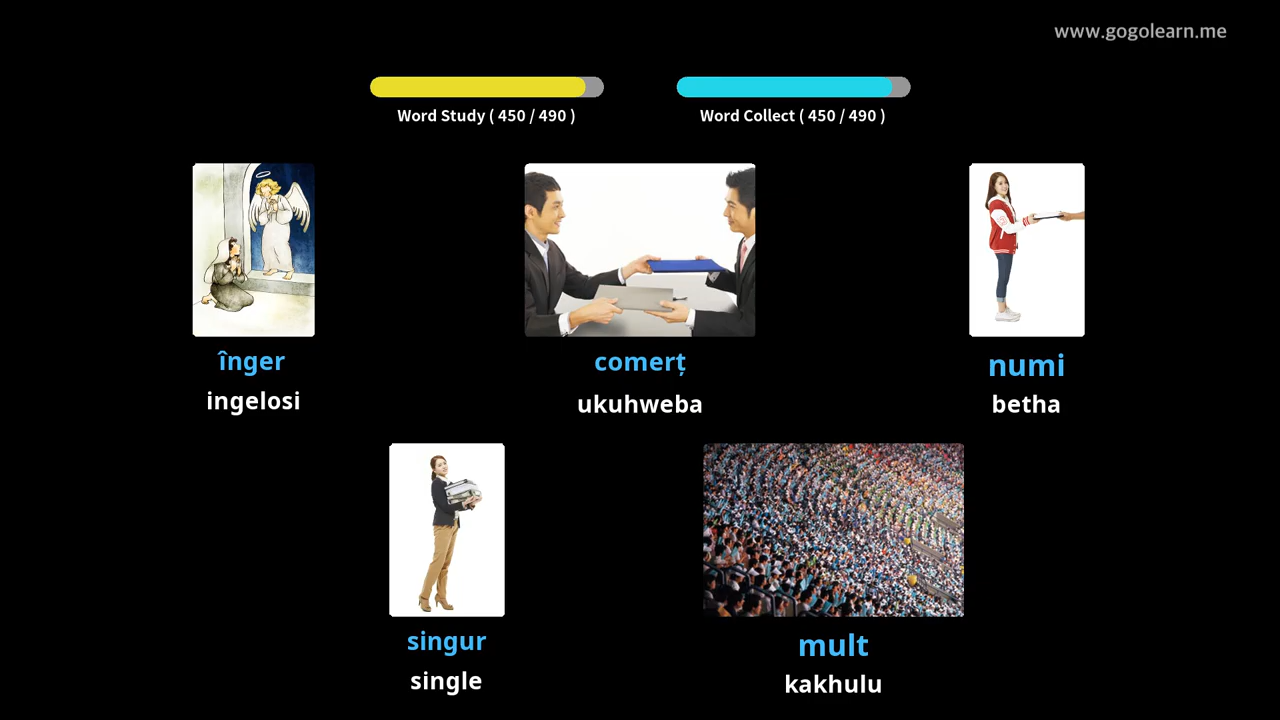 www.gogolearn.me
Word Study ( 450 / 490 )
Word Collect ( 450 / 490 )
înger
ingelosi
comerț
ukuhweba
numi
betha
singur
single
mult
kakhulu